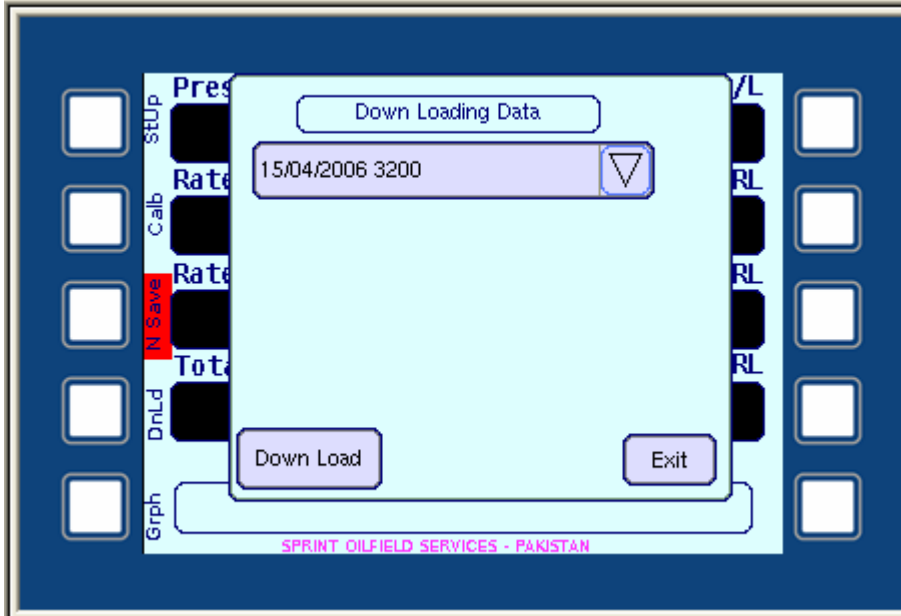 StUp
Pres
/L
Down Loading Data
15/04/2006 3200
Calb
Rate
RL
N Save
Rate
RL
DnLd
Tota
RL
Down Load
Exit
Grph
SPRINT OILFIELD SERVICES - PAKISTAN